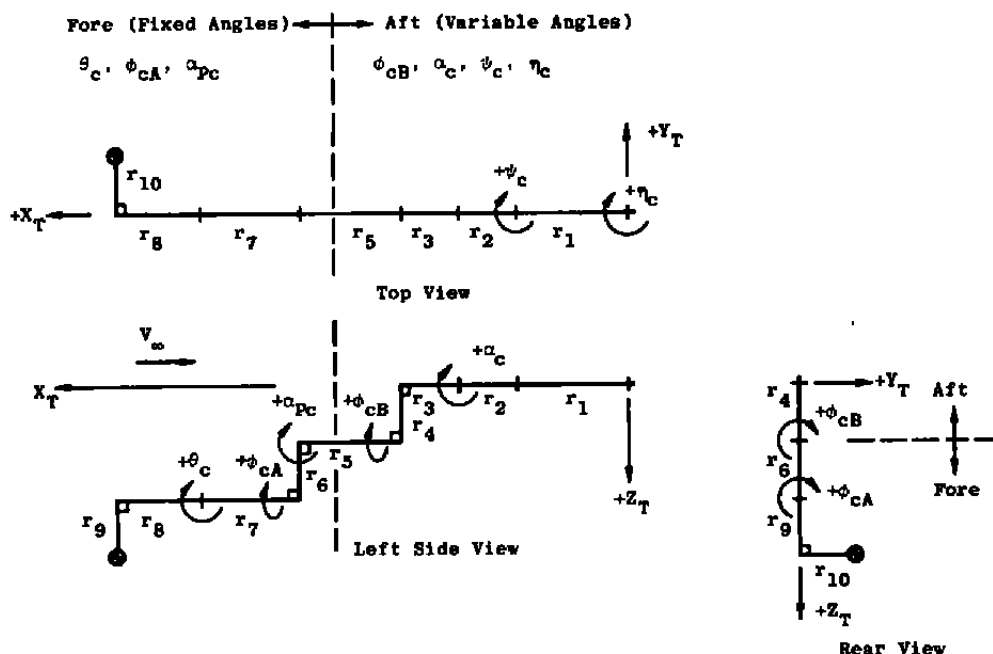 Fore (Fixed Angles) Aft (Variable Angles)
θc, ϕcA, αPc ϕcB, αc, ψc, ηc
+YT
r10
+ψc
+ηc
+XT
r8 r7 r5 r3 r2 r1
Top View
V∞
+αc
XT
r3 r2 r1
+αPc +ϕcB
r4
r5
r6
+θc +ϕcA
+ZT
r9 r8 r7
Left Side View
r4
+YT Aft
+ϕcB
r6
Fore
+ϕcA
r9
r10
+ZT
Rear View